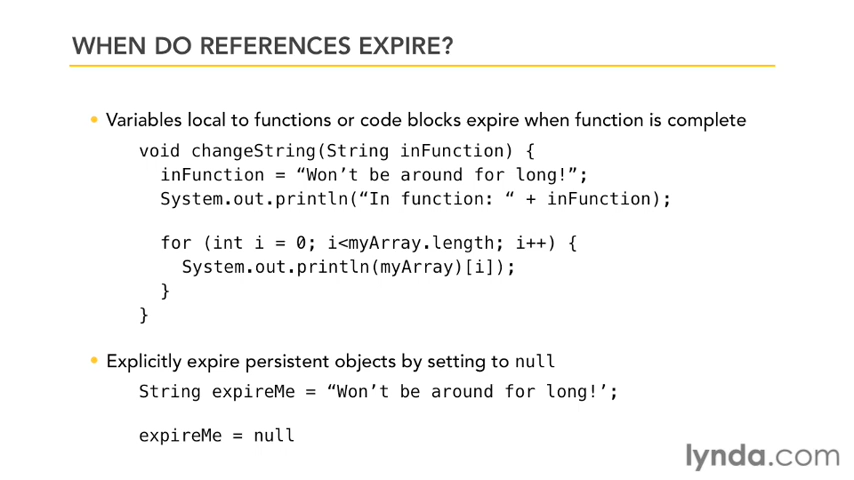 WHEN DO REFERENCES EXPIRE?
• Variables local to functions or code blocks expire when function is complete
void changeString(String inFunction) {
inFunction = “Won’t be around for long!”;
System.out.println(“In function: “ + inFunction);
for (int i = 0; i<myArray.length; i++) {
System.out.println(myArray)[i]);
}
}
• Explicitly expire persistent objects by setting to null
String expireMe = “Won’t be around for long!’;
expireMe = null
lynda.com